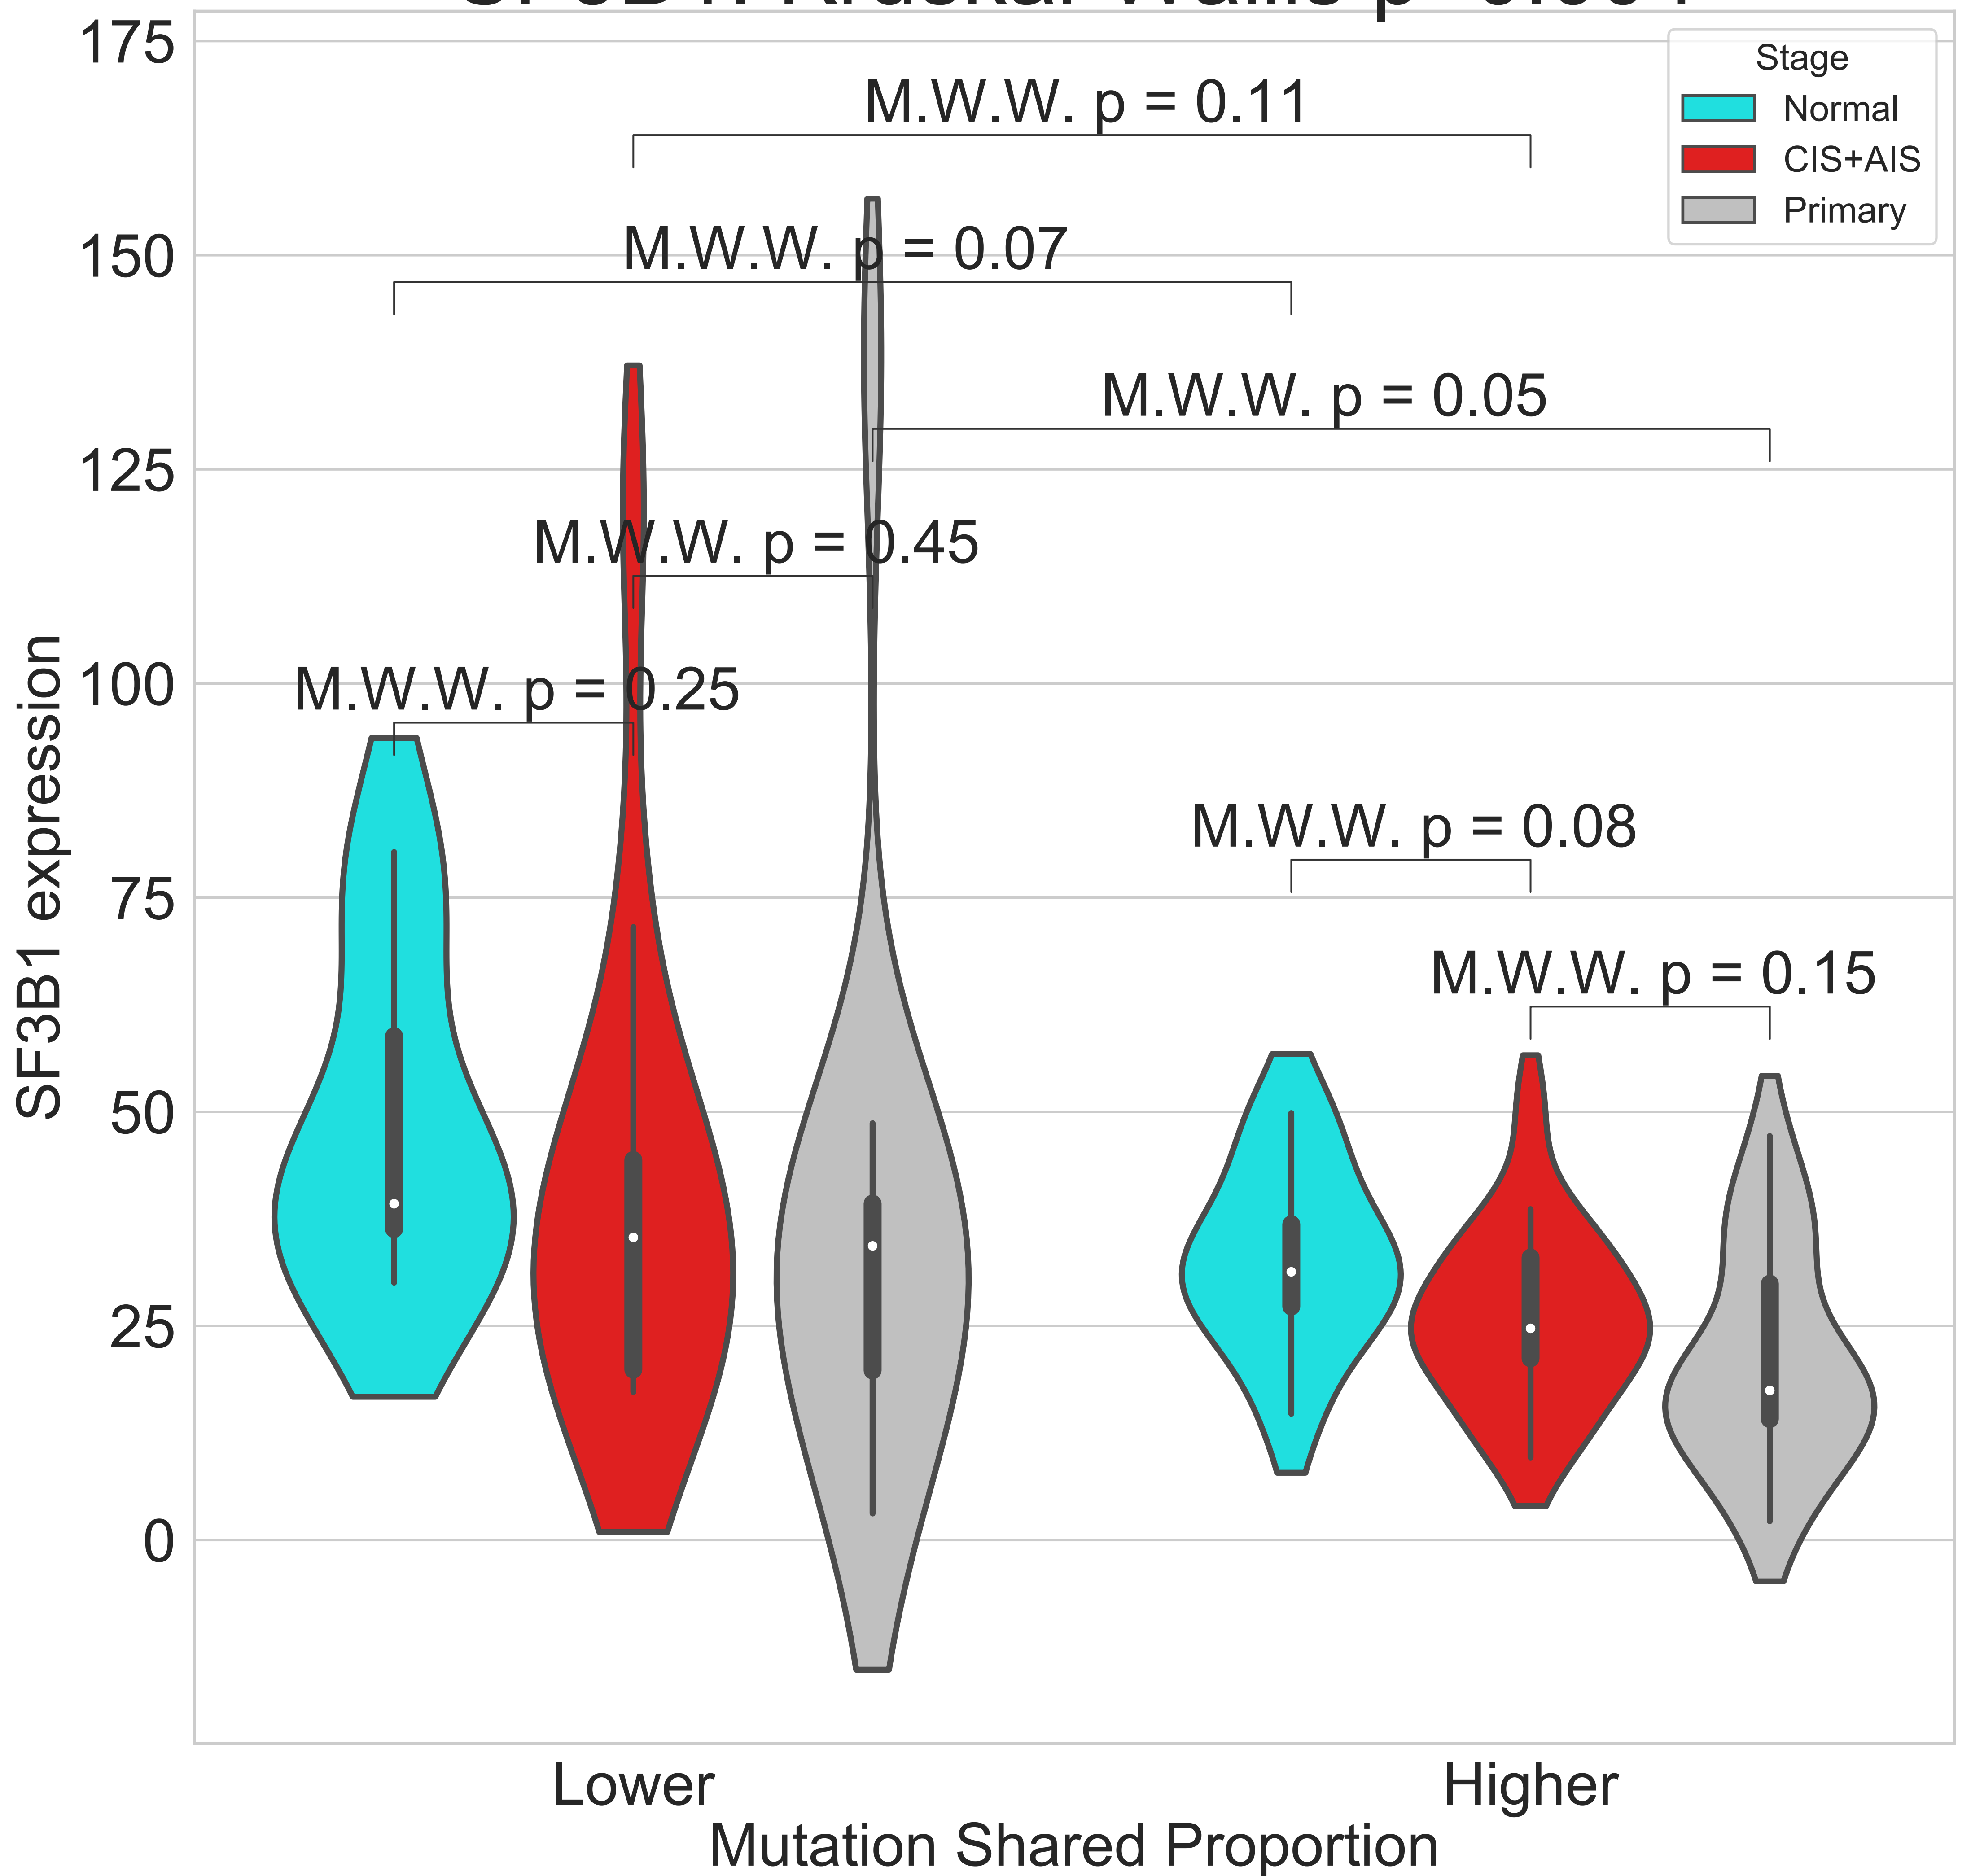 175
150
125
100
75
50
25
0
SF3B1 expression
M.W.W. p = 0.11
M.W.W. p = 0.07
M.W.W. p = 0.05
M.W.W. p = 0.45
M.W.W. p = 0.25
M.W.W. p = 0.08
M.W.W. p = 0.15
Stage
Normal
CIS+AIS
Primary
Lower
Higher
Mutation Shared Proportion